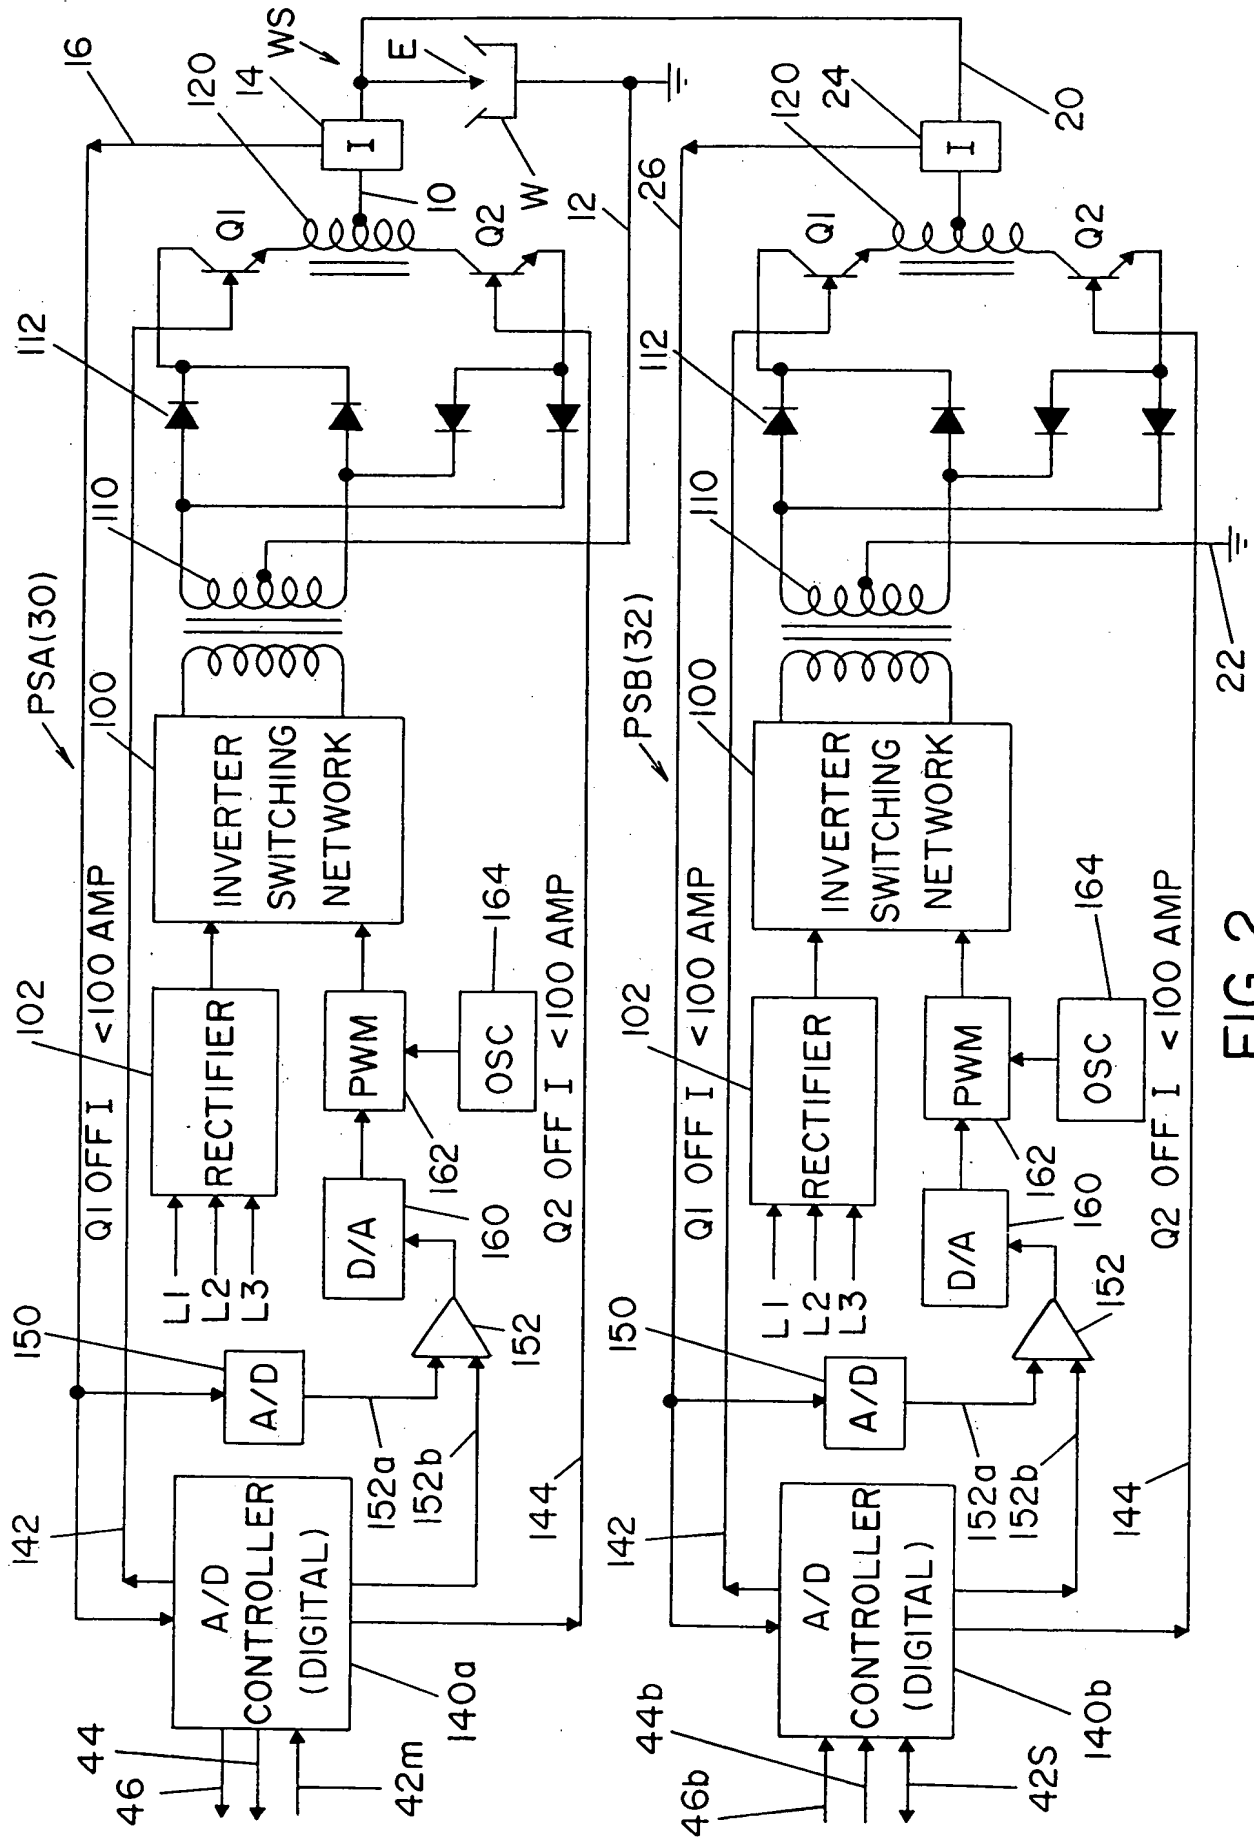 PSA(30)
16
WS
120
14
I
E
10
W
12
Q1
Q2
112
110
100
INVERTER
SWITCHING
NETWORK
Q1 OFF I <100 AMP
102
RECTIFIER
L1
L2
L3
PWM
162
OSC
164
Q2 OFF I <100 AMP
D/A
160
152
150
A/D
152a
152b
144
142
A/D
CONTROLLER
(DIGITAL)
140a
46
44
42m
PSB(32)
26
120
24
I
20
Q1
Q2
112
110
22
100
INVERTER
SWITCHING
NETWORK
Q1 OFF I <100 AMP
102
RECTIFIER
L1
L2
L3
PWM
162
OSC
164
Q2 OFF I <100 AMP
D/A
160
152
150
A/D
152a
152b
144
142
A/D
CONTROLLER
(DIGITAL)
140b
46b
44b
42S
FIG. 2